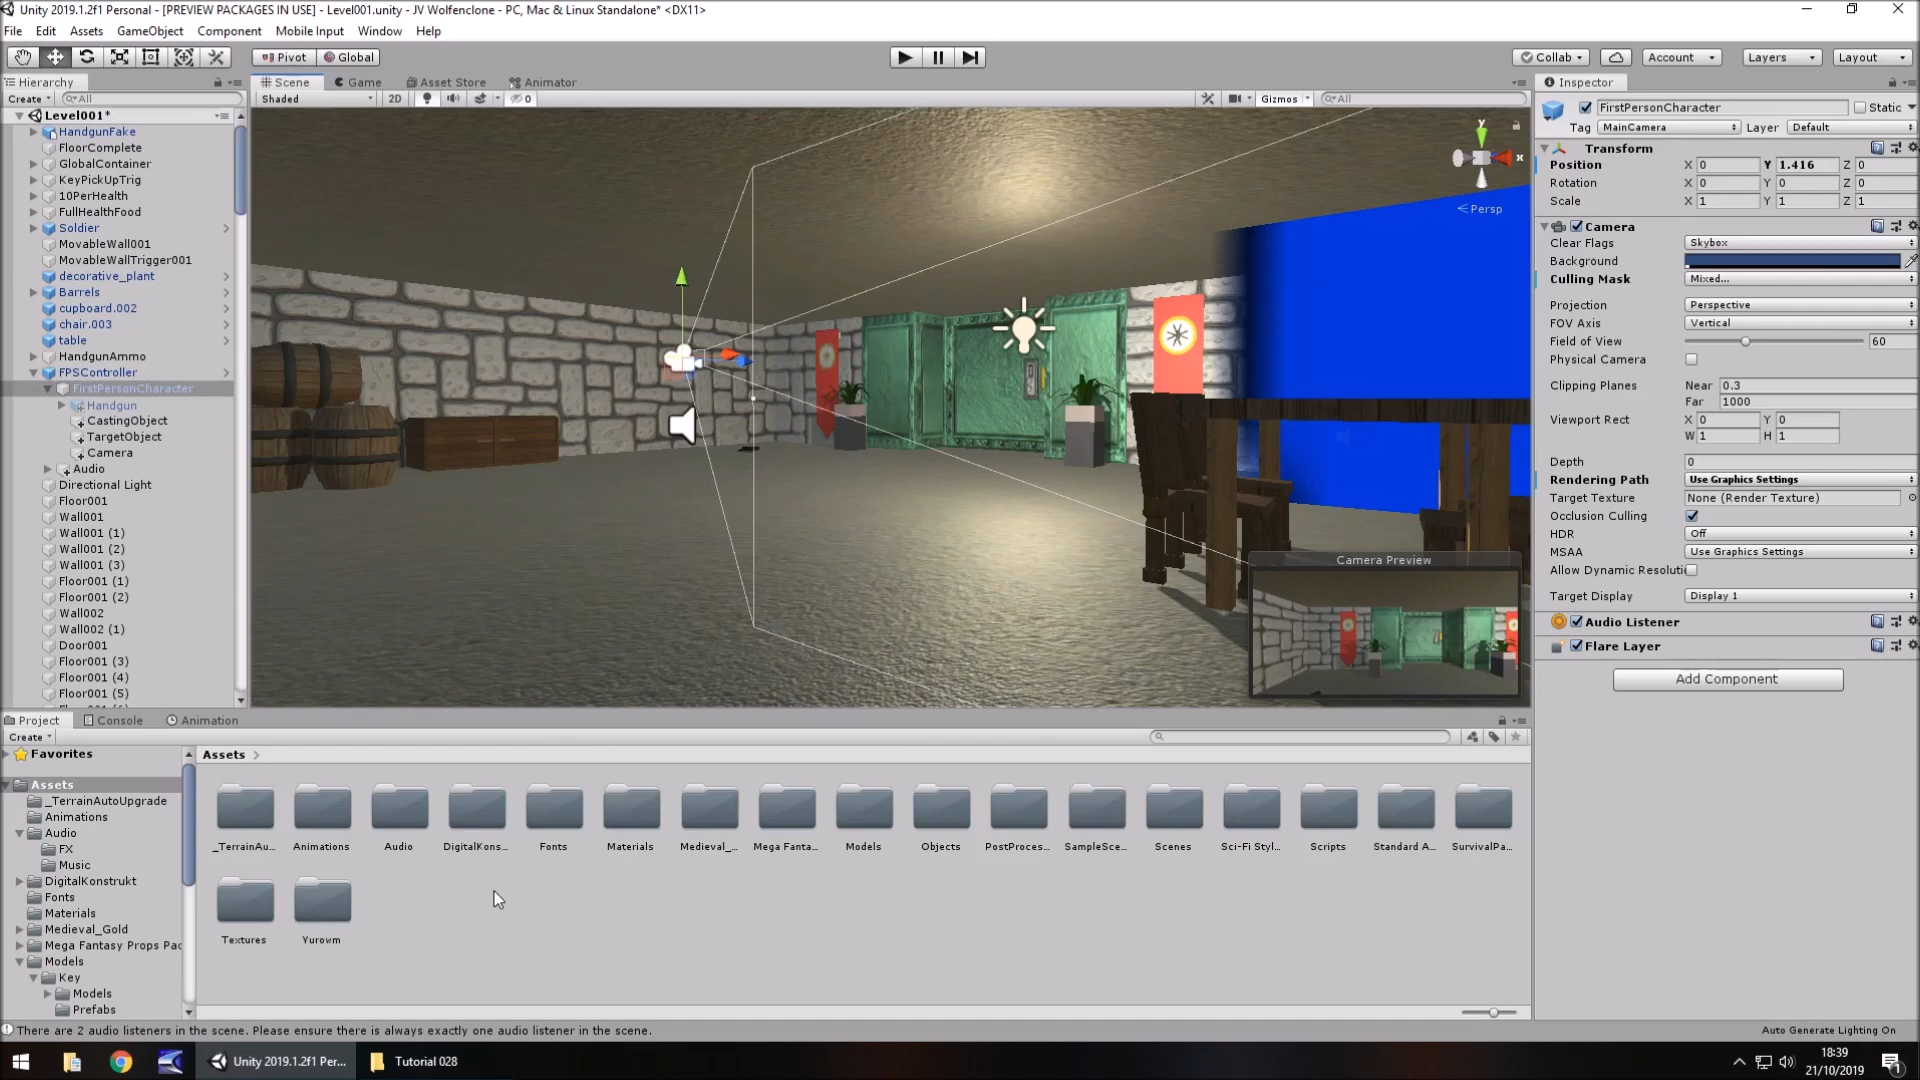 Unity 2019.1.2f1 Personal - [PREVIEW PACKAGES IN USE] - Level001.unity - JV Wolfenclone - PC, Mac & Linux Standalone* <DX11>
File Edit Assets GameObject Component Mobile Input Window Help
Pivot Global Collab Account Layers Layout
Hierarchy Scene Game Asset Store Animator Inspector
Create All Shaded 2D 0 Gizmos All
Level001*
HandgunFake
FloorComplete
GlobalContainer
KeyPickUpTrig
10PerHealth
FullHealthFood
Soldier
MovableWall001
MovableWallTrigger001
decorative_plant
Barrels
cupboard.002
chair.003
table
HandgunAmmo
FPSController
FirstPersonCharacter
Handgun
CastingObject
TargetObject
Camera
Audio
Directional Light
Floor001
Wall001
Wall001 (1)
Wall001 (2)
Wall001 (3)
Floor001 (1)
Floor001 (2)
Wall002
Wall002 (1)
Door001
Floor001 (3)
Floor001 (4)
Floor001 (5)
y
x
Persp
Camera Preview
FirstPersonCharacter Static
Tag MainCamera Layer Default
Transform
Position X 0 Y 1.416 Z 0
Rotation X 0 Y 0 Z 0
Scale X 1 Y 1 Z 1
Camera
Clear Flags Skybox
Background
Culling Mask Mixed...
Projection Perspective
FOV Axis Vertical
Field of View 60
Physical Camera
Clipping Planes Near 0.3
Far 1000
Viewport Rect X 0 Y 0
W 1 H 1
Depth 0
Rendering Path Use Graphics Settings
Target Texture None (Render Texture)
Occlusion Culling
HDR Off
MSAA Use Graphics Settings
Allow Dynamic Resoluti
Target Display Display 1
Audio Listener
Flare Layer
Add Component
Project Console Animation
Create
Favorites
Assets
_TerrainAutoUpgrade
Animations
Audio
FX
Music
DigitalKonstrukt
Fonts
Materials
Medieval_Gold
Mega Fantasy Props Pac
Models
Key
Models
Prefabs
Assets
_TerrainAu... Animations Audio DigitalKons... Fonts Materials Medieval_... Mega Fanta... Models Objects PostProces... SampleSce... Scenes Sci-Fi Styl... Scripts Standard A... SurvivalPa...
Textures Yurowm
There are 2 audio listeners in the scene. Please ensure there is always exactly one audio listener in the scene.
Auto Generate Lighting On
Unity 2019.1.2f1 Per... Tutorial 028
18:39
21/10/2019
1